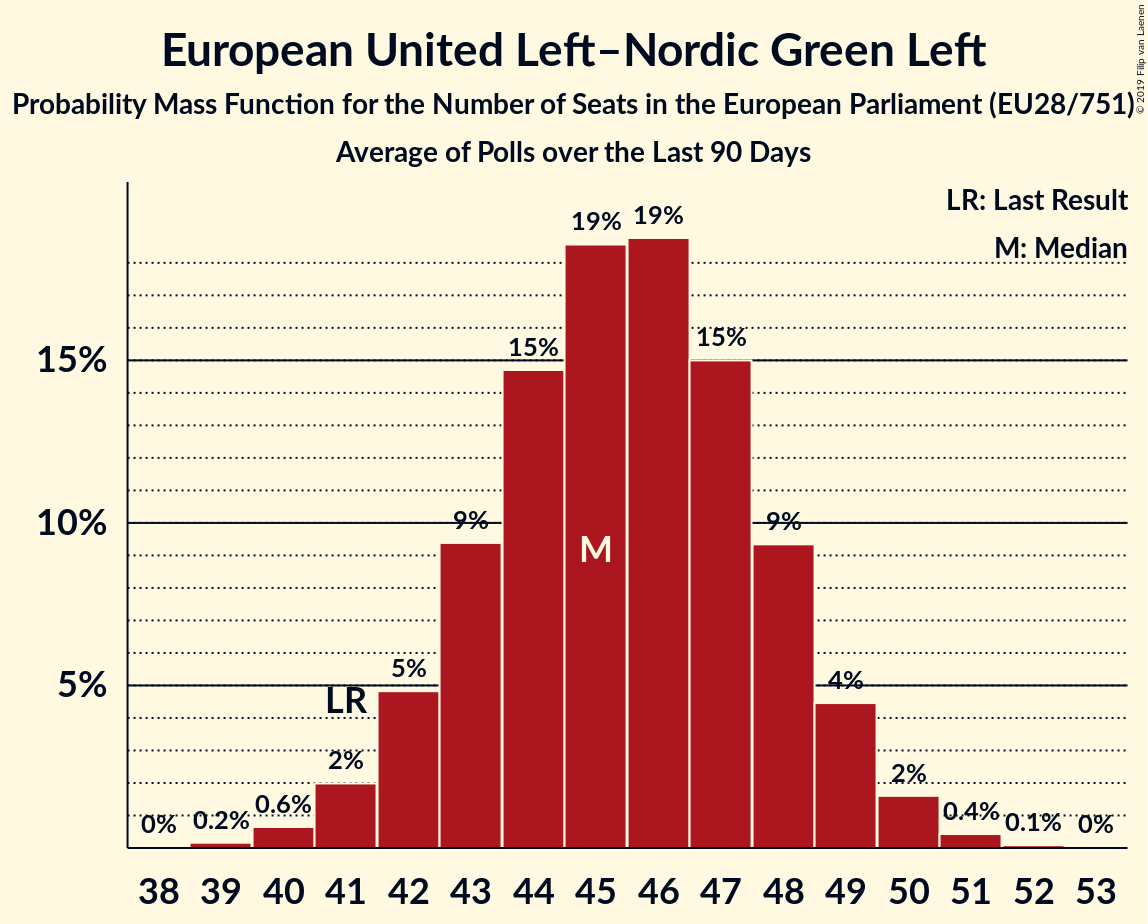 European United Left–Nordic Green Left
Probability Mass Function for the Number of Seats in the European Parliament (EU28/751)
Average of Polls over the Last 90 Days
© 2019 Filip van Laenen
LR: Last Result
M: Median
19% 19%
15% 15% 15%
10% 9% 9%
M
5% 5% 4%
LR
2% 2%
0% 0.2% 0.6% 0.4% 0.1% 0%
38 39 40 41 42 43 44 45 46 47 48 49 50 51 52 53